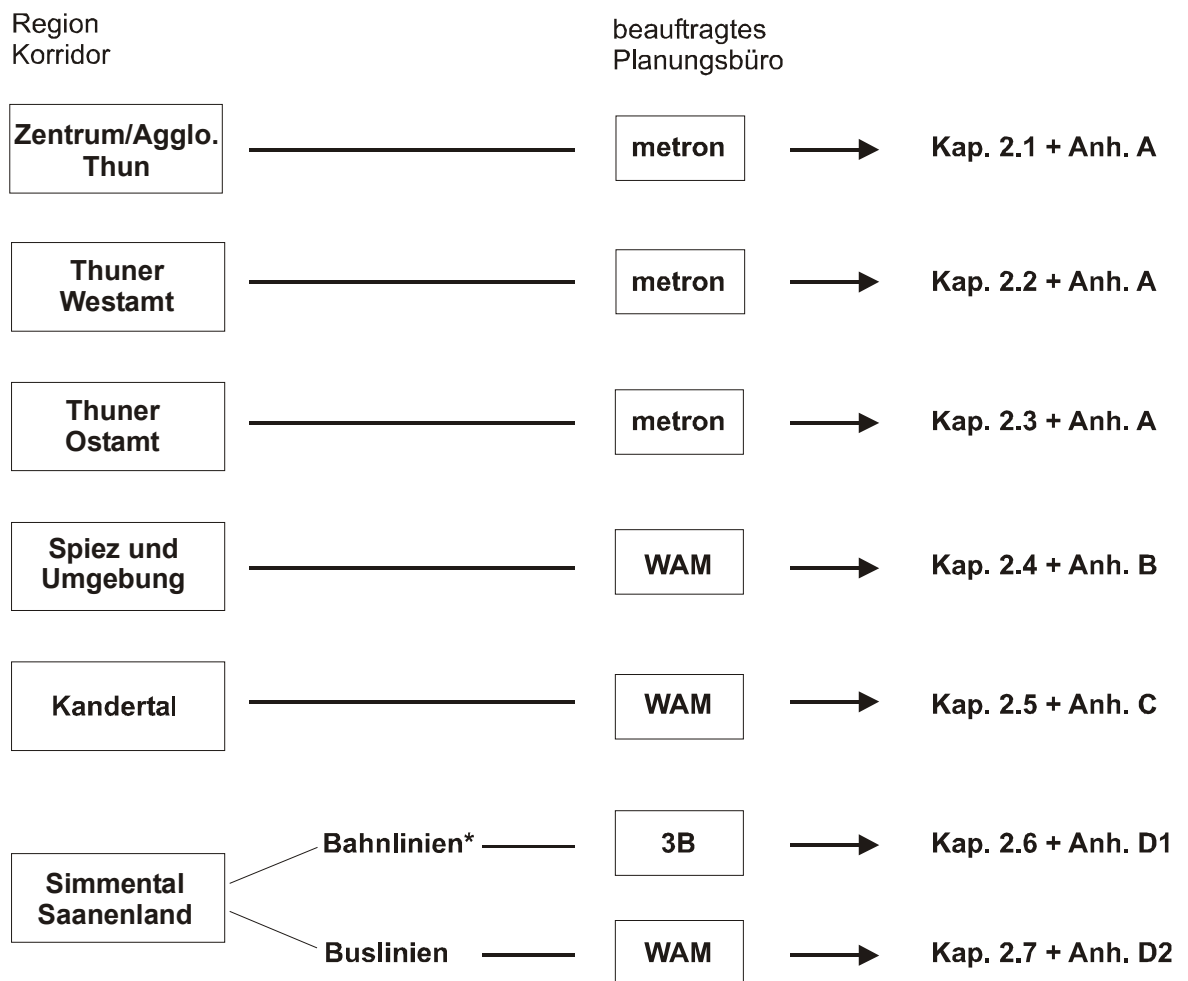 Region
Korridor
beauftragtes
Planungsbüro
Zentrum/Agglo.
Thun
metron
Kap. 2.1 + Anh. A
Thuner
Westamt
metron
Kap. 2.2 + Anh. A
Thuner
Ostamt
metron
Kap. 2.3 + Anh. A
Spiez und
Umgebung
WAM
Kap. 2.4 + Anh. B
Kandertal
WAM
Kap. 2.5 + Anh. C
Simmental
Saanenland
Bahnlinien*
3B
Kap. 2.6 + Anh. D1
Buslinien
WAM
Kap. 2.7 + Anh. D2